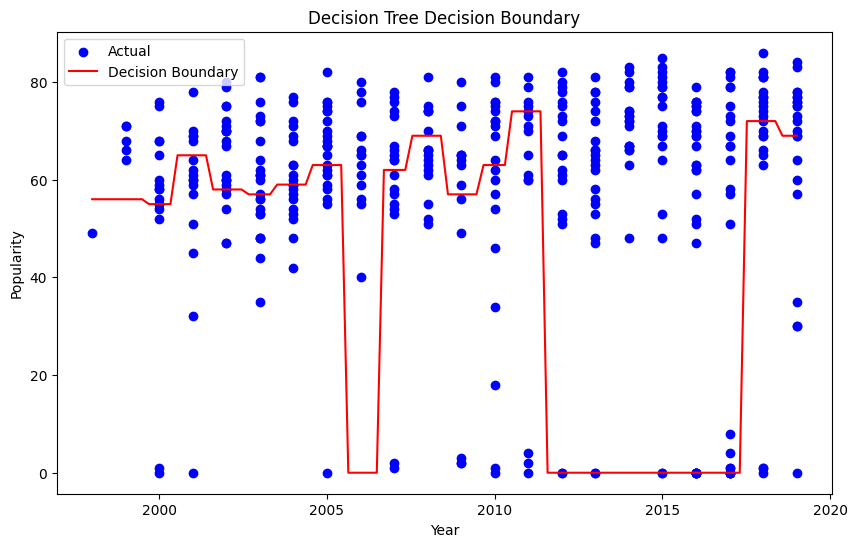 Decision Tree Decision Boundary
Actual
Decision Boundary
80
60
40
20
0
Popularity
2000
2005
2010
2015
2020
Year